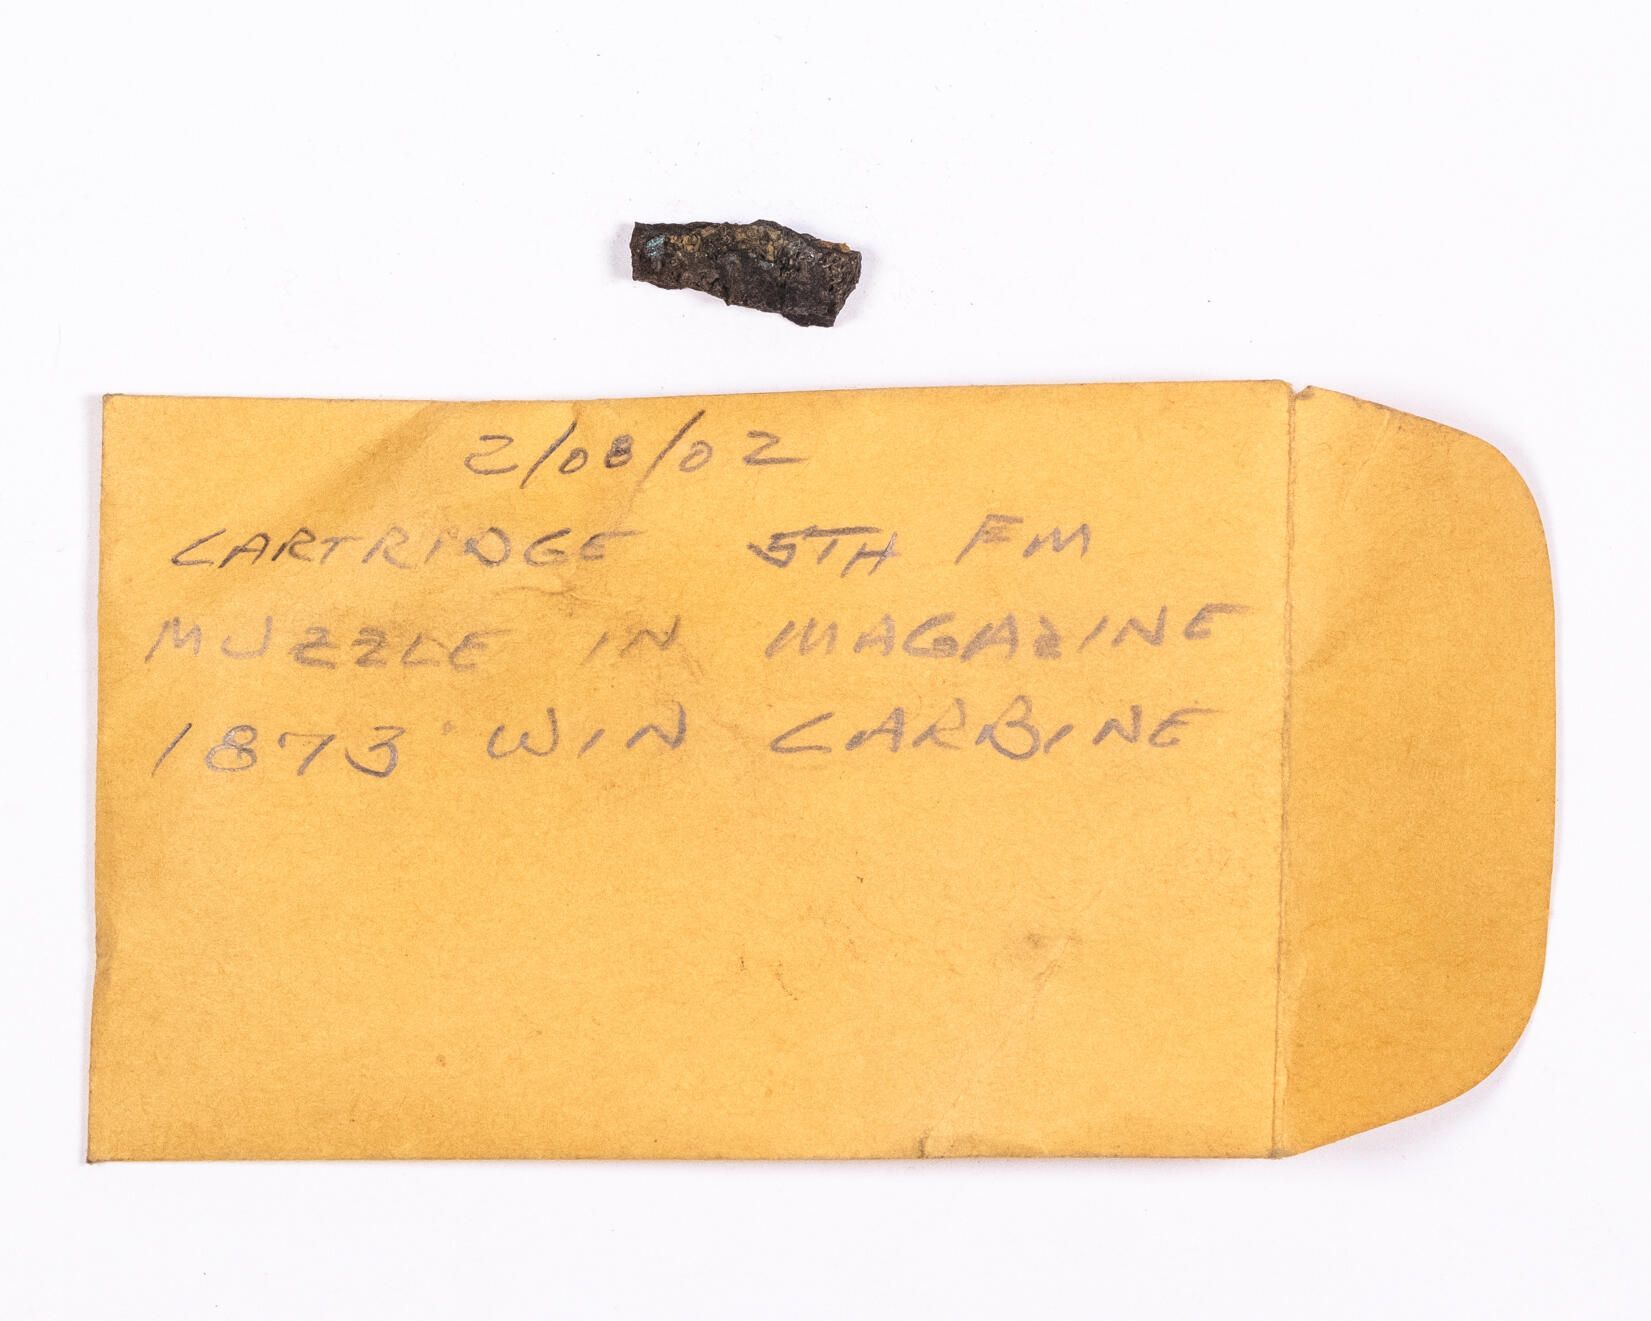 2/08/02
CARTRIDGE 5TH FM
MUZZLE IN MAGAZINE
1873 WIN CARBINE